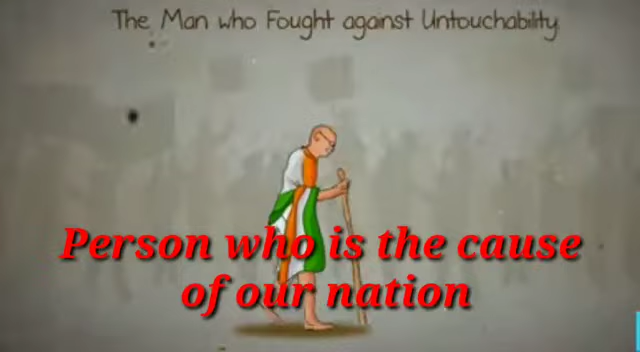 The Man who Fought against Untouchability
Person who is the cause
of our nation